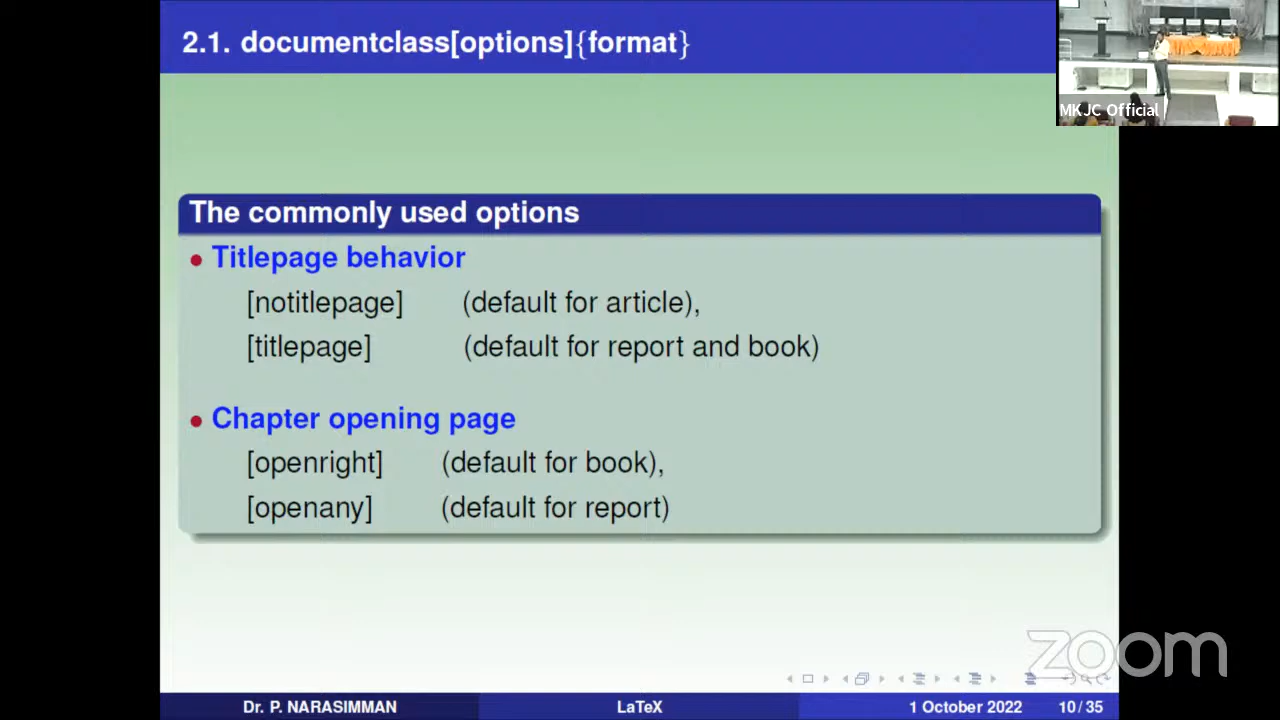 2.1. documentclass[options]{format}
MKJC Official
The commonly used options
• Titlepage behavior
[notitlepage] (default for article),
[titlepage] (default for report and book)
• Chapter opening page
[openright] (default for book),
[openany] (default for report)
zoom
Dr. P. NARASIMMAN LaTeX 1 October 2022 10 / 35